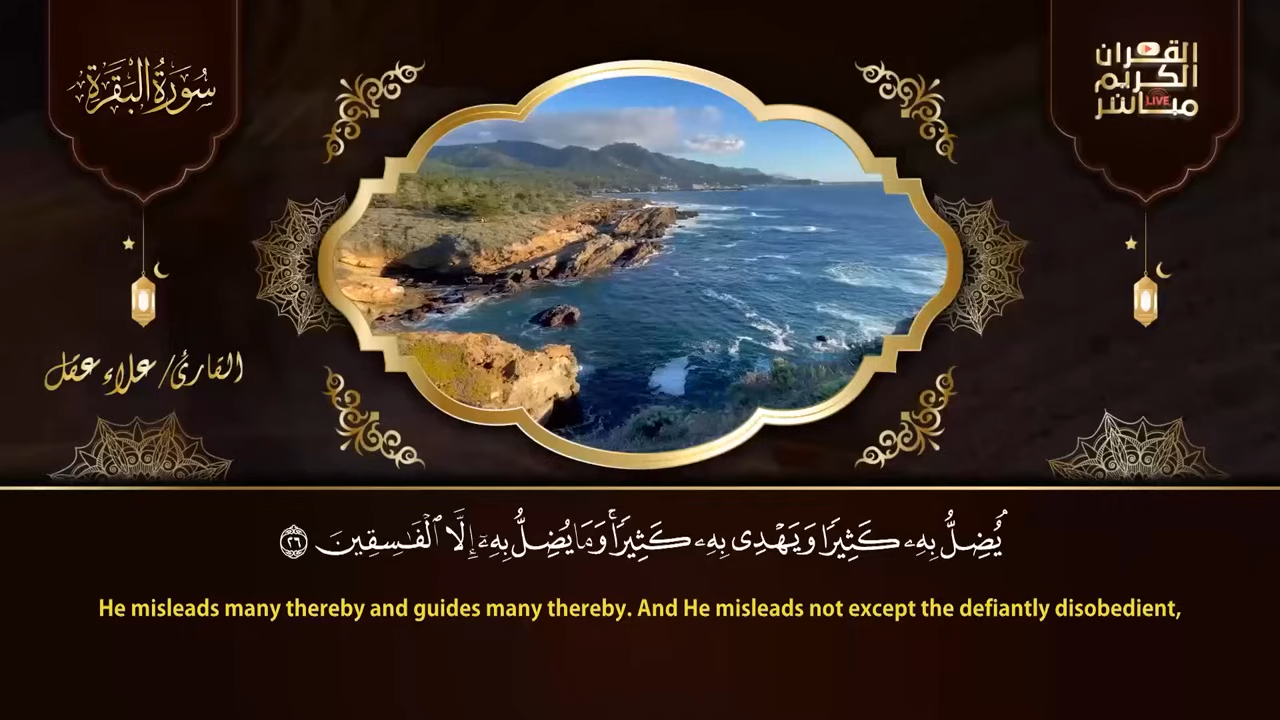 سُورَةُ البَقَرَةِ
القرآن
الكريم
مباشر
LIVE
القارئ/ علاء عقل
يُضِلُّ بِهِۦ كَثِيرًا وَيَهْدِى بِهِۦ كَثِيرًا ۚ وَمَا يُضِلُّ بِهِۦٓ إِلَّا ٱلْفَـٰسِقِينَ ٢٦
He misleads many thereby and guides many thereby. And He misleads not except the defiantly disobedient,